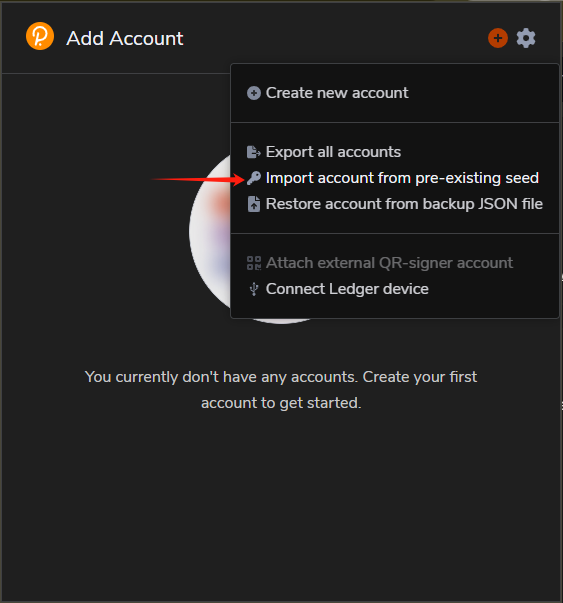 Add Account
Create new account
Export all accounts
Import account from pre-existing seed
Restore account from backup JSON file
Attach external QR-signer account
Connect Ledger device
You currently don't have any accounts. Create your first
account to get started.